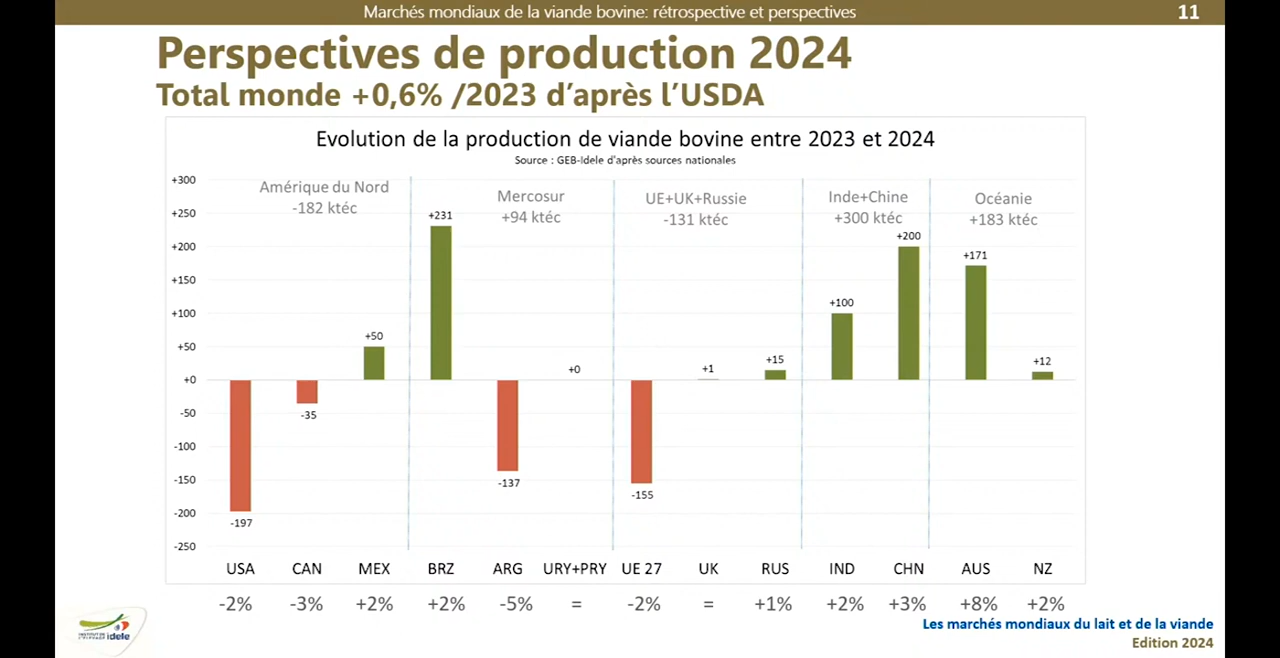 Marchés mondiaux de la viande bovine: rétrospective et perspectives
11
Perspectives de production 2024
Total monde +0,6% /2023 d'après l'USDA
Evolution de la production de viande bovine entre 2023 et 2024
Source : GEB-Idele d'après sources nationales
Amérique du Nord
-182 ktéc
Mercosur
+94 ktéc
UE+UK+Russie
-131 ktéc
Inde+Chine
+300 ktéc
Océanie
+183 ktéc
+300
+250
+200
+150
+100
+50
+0
-50
-100
-150
-200
-250
-197
-35
+50
+231
-137
+0
-155
+1
+15
+100
+200
+171
+12
USA CAN MEX BRZ ARG URY+PRY UE 27 UK RUS IND CHN AUS NZ
-2% -3% +2% +2% -5% = -2% = +1% +2% +3% +8% +2%
Les marchés mondiaux du lait et de la viande
Edition 2024
idele